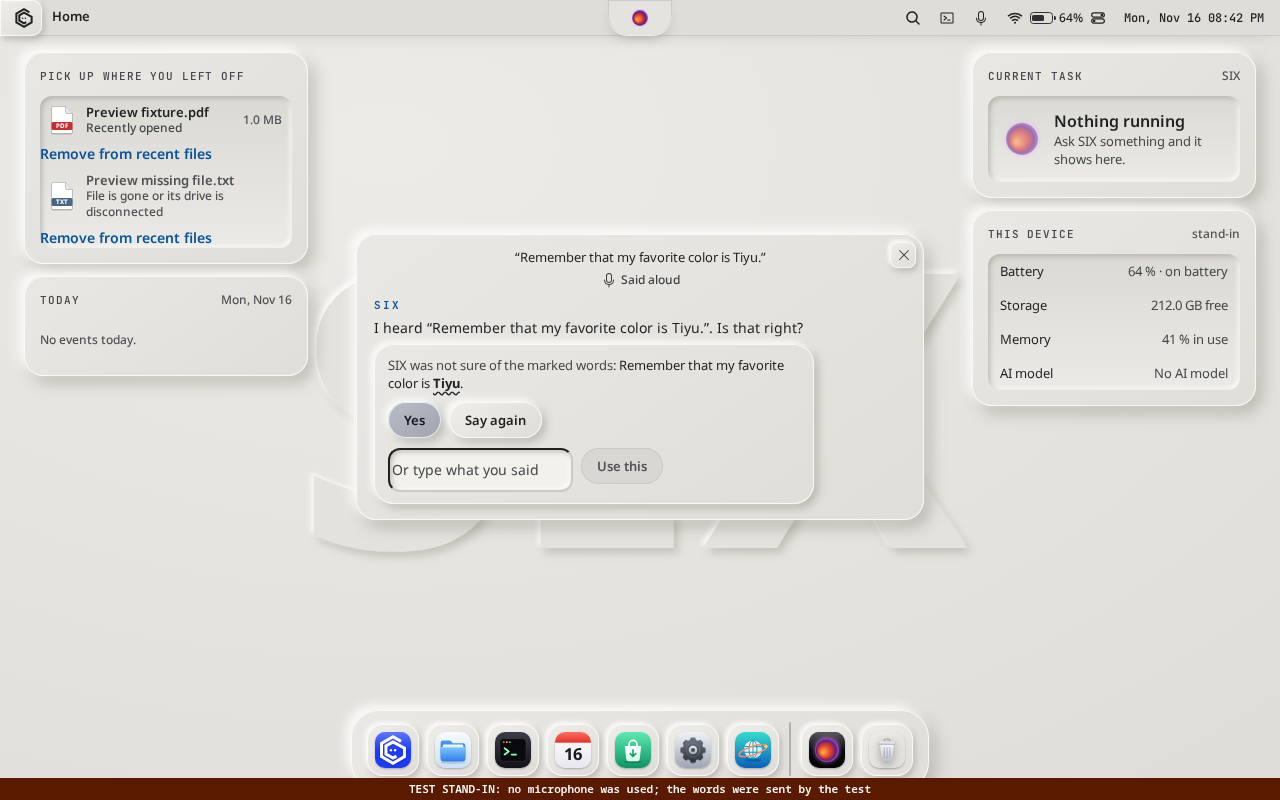 Home
64%
Mon, Nov 16 08:42 PM
PICK UP WHERE YOU LEFT OFF
PDF
Preview fixture.pdf
Recently opened
1.0 MB
Remove from recent files
TXT
Preview missing file.txt
File is gone or its drive is
disconnected
Remove from recent files
TODAY
Mon, Nov 16
No events today.
“Remember that my favorite color is Tiyu.”
Said aloud
SIX
I heard “Remember that my favorite color is Tiyu.”. Is that right?
SIX was not sure of the marked words: Remember that my favorite
color is Tiyu.
Yes
Say again
Or type what you said
Use this
CURRENT TASK
SIX
Nothing running
Ask SIX something and it
shows here.
THIS DEVICE
stand-in
Battery
64 % · on battery
Storage
212.0 GB free
Memory
41 % in use
AI model
No AI model
16
TEST STAND-IN: no microphone was used; the words were sent by the test